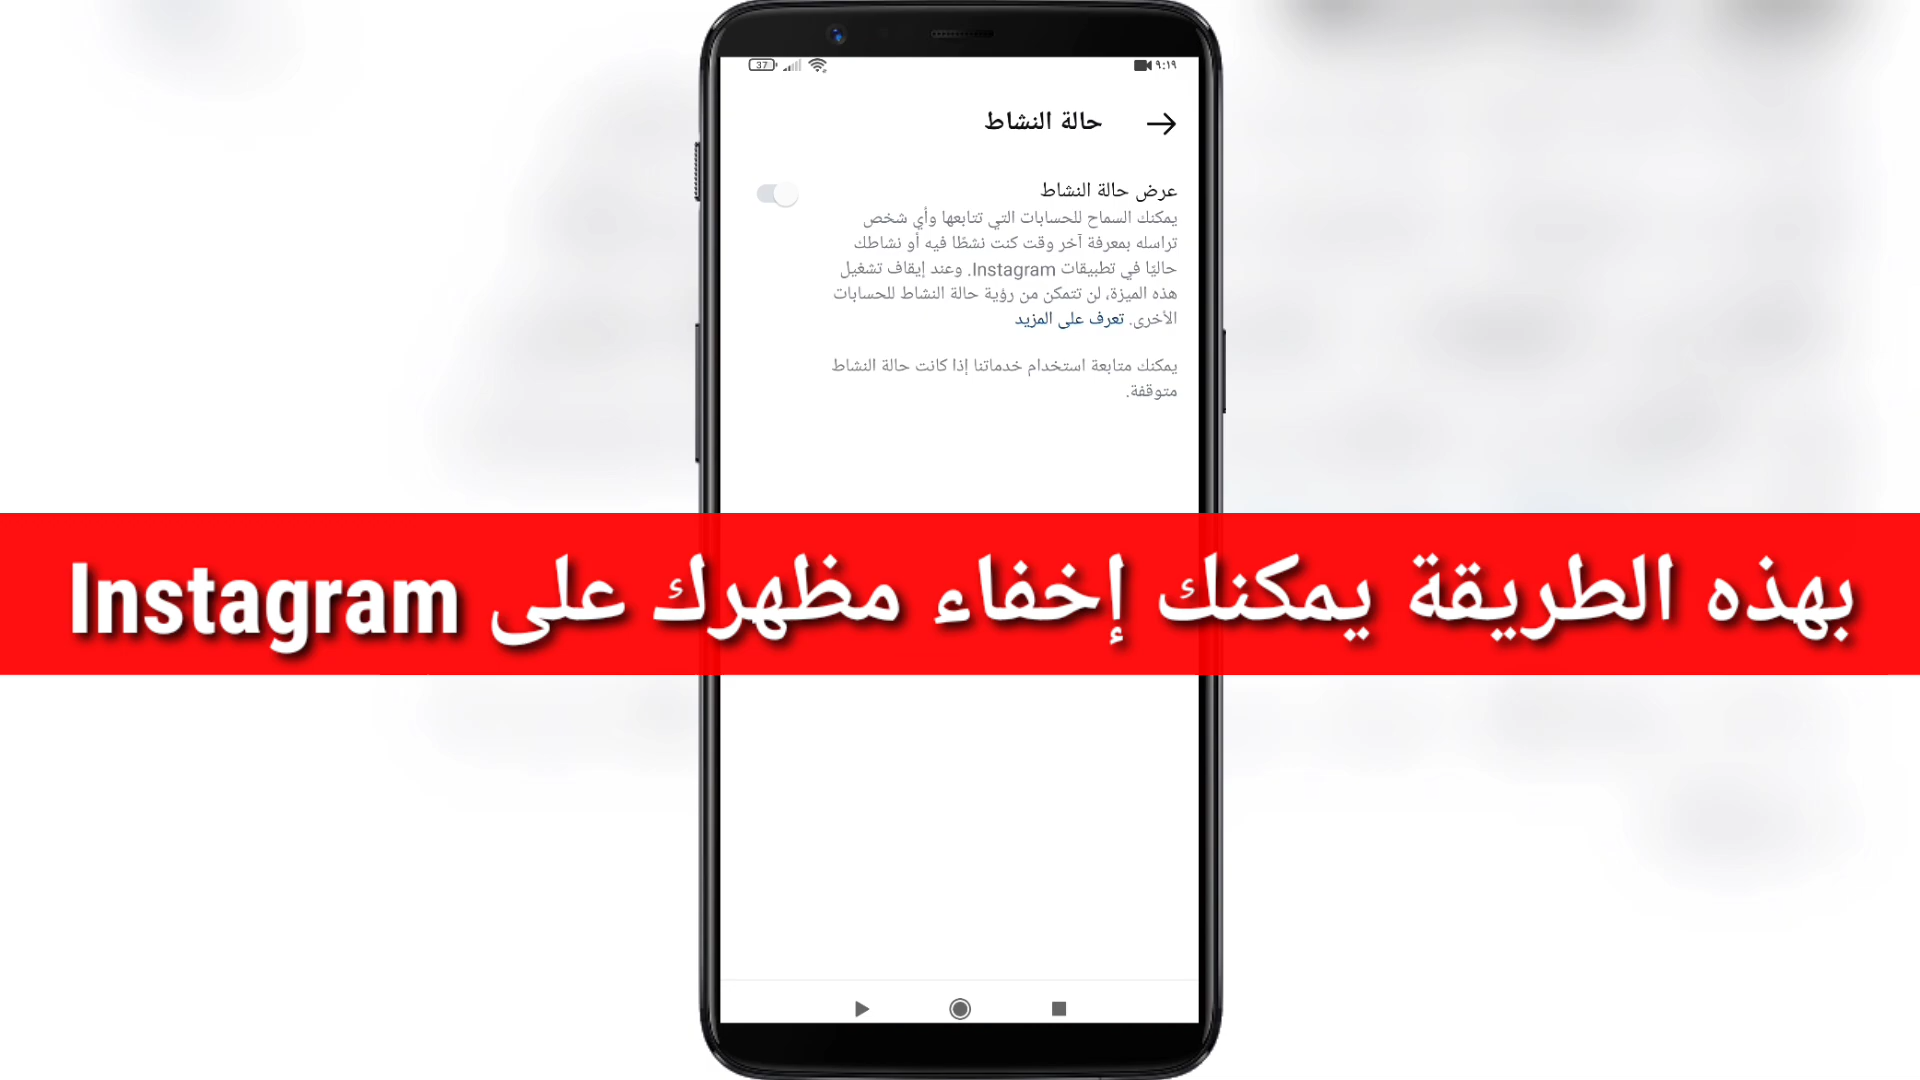 37
٩:١٩
حالة النشاط
عرض حالة النشاط
يمكنك السماح للحسابات التي تتابعها وأي شخص
تراسله بمعرفة آخر وقت كنت نشطًا فيه أو نشاطك
حاليًا في تطبيقات Instagram. وعند إيقاف تشغيل
هذه الميزة، لن تتمكن من رؤية حالة النشاط للحسابات
الأخرى. تعرف على المزيد
يمكنك متابعة استخدام خدماتنا إذا كانت حالة النشاط
متوقفة.
بهذه الطريقة يمكنك إخفاء مظهرك على Instagram